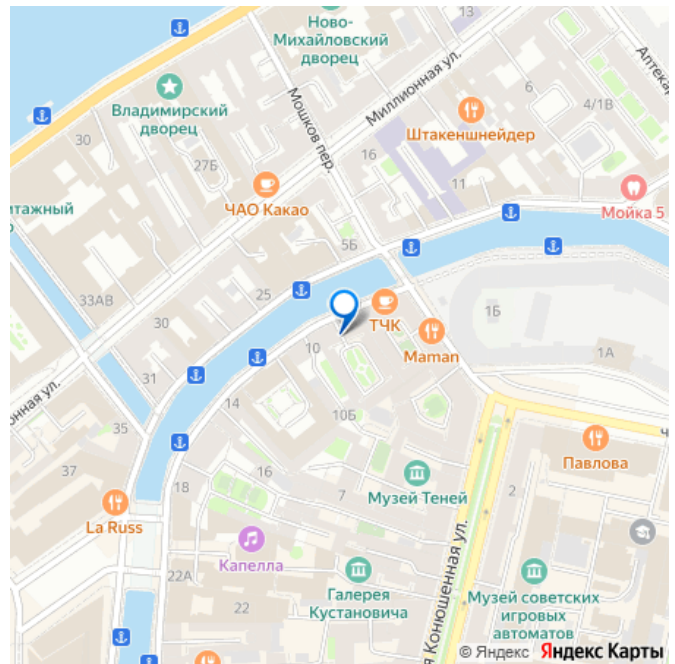 Ново-
Михайловский
дворец
13
Аптекар
Миллионная ул.
6
4/1В
Владимирский
дворец
30
Мошков пер.
16
Штакеншнейдер
27Б
11
ЧАО Какао
Мойка 5
итажный
5Б
33АВ
25
1Б
30
ТЧК
Maman
10
1А
31
онная ул.
14
10Б
35
Павлова
37
16
7
Музей Теней
2
18
La Russ
Капелла
22А
22
Галерея
Кустановича
я Конюшенная ул.
Музей советских
игровых
автоматов
© Яндекс Яндекс Карты